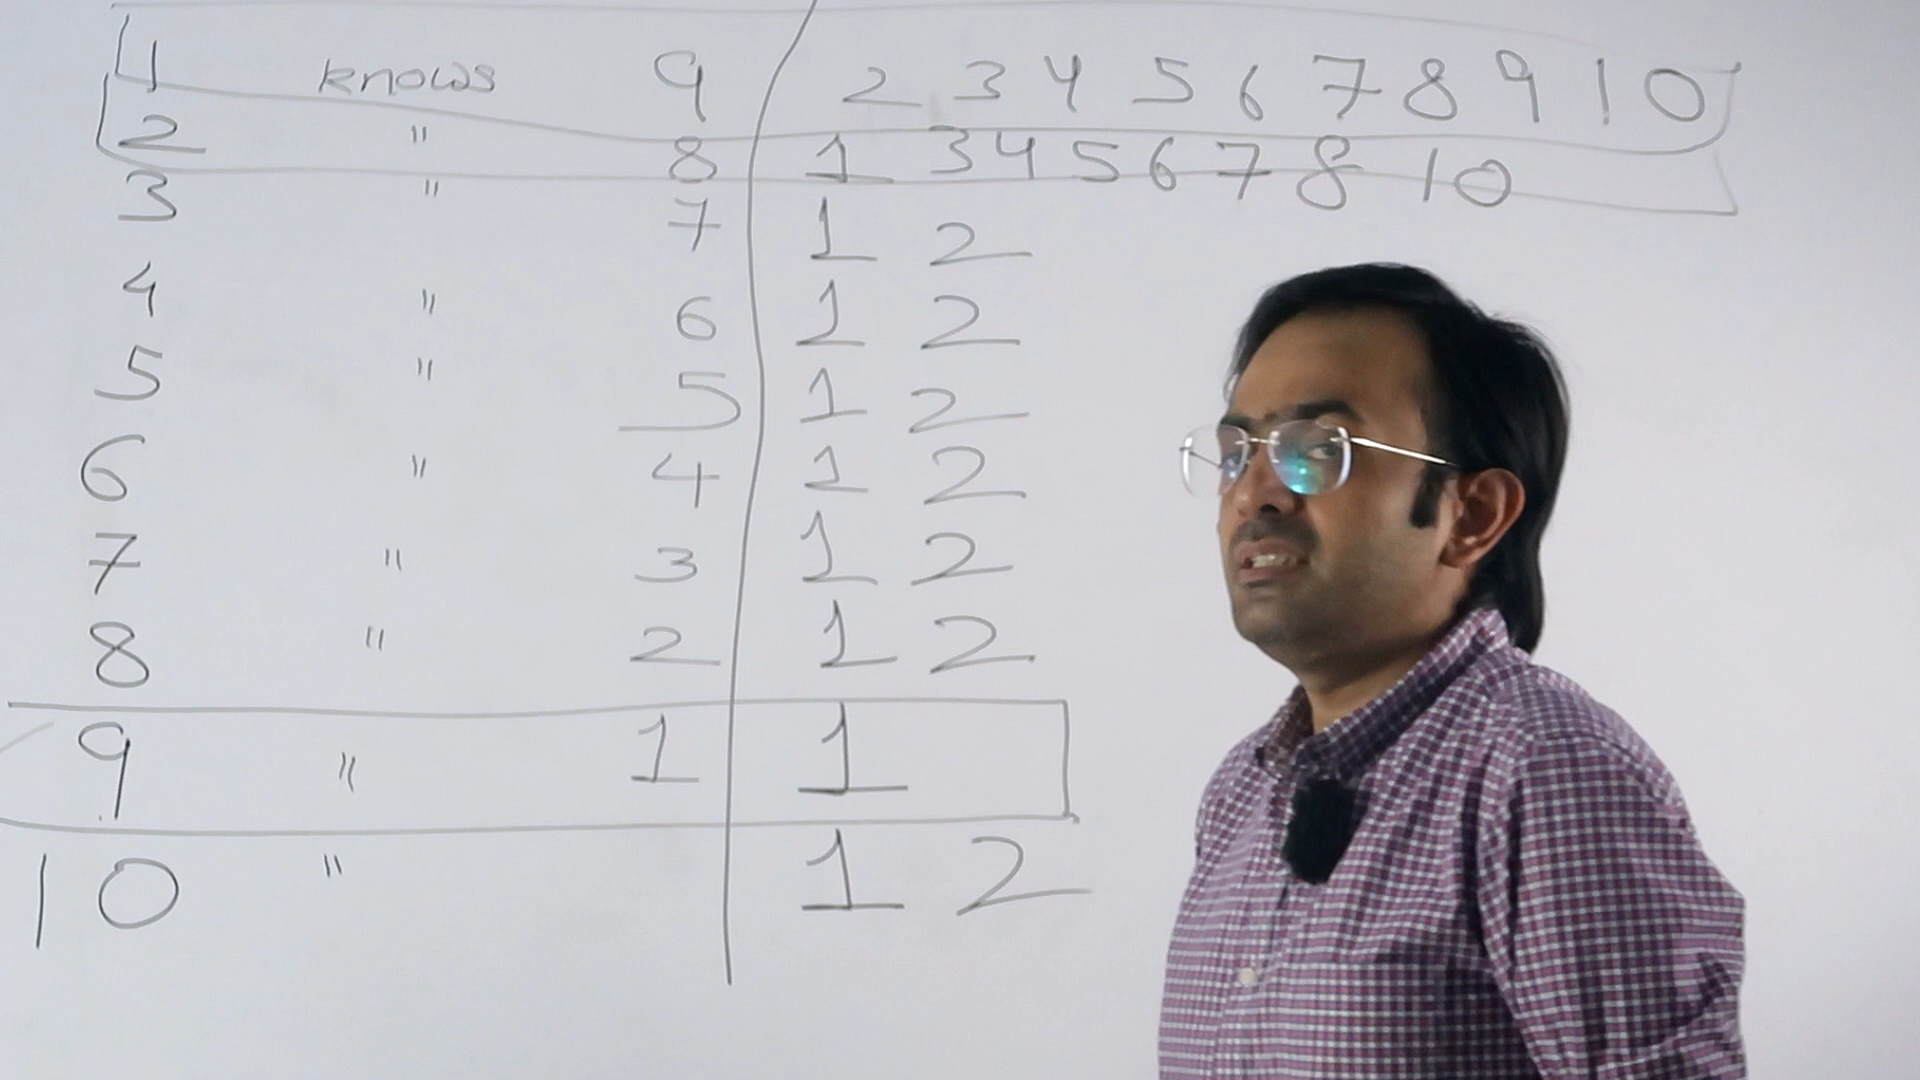 1 knows 9 2 3 4 5 6 7 8 9 10
2 " 8 1 3 4 5 6 7 8 10
3 " 7 1 2
4 " 6 1 2
5 " 5 1 2
6 " 4 1 2
7 " 3 1 2
8 " 2 1 2
9 " 1 1
10 " 1 2